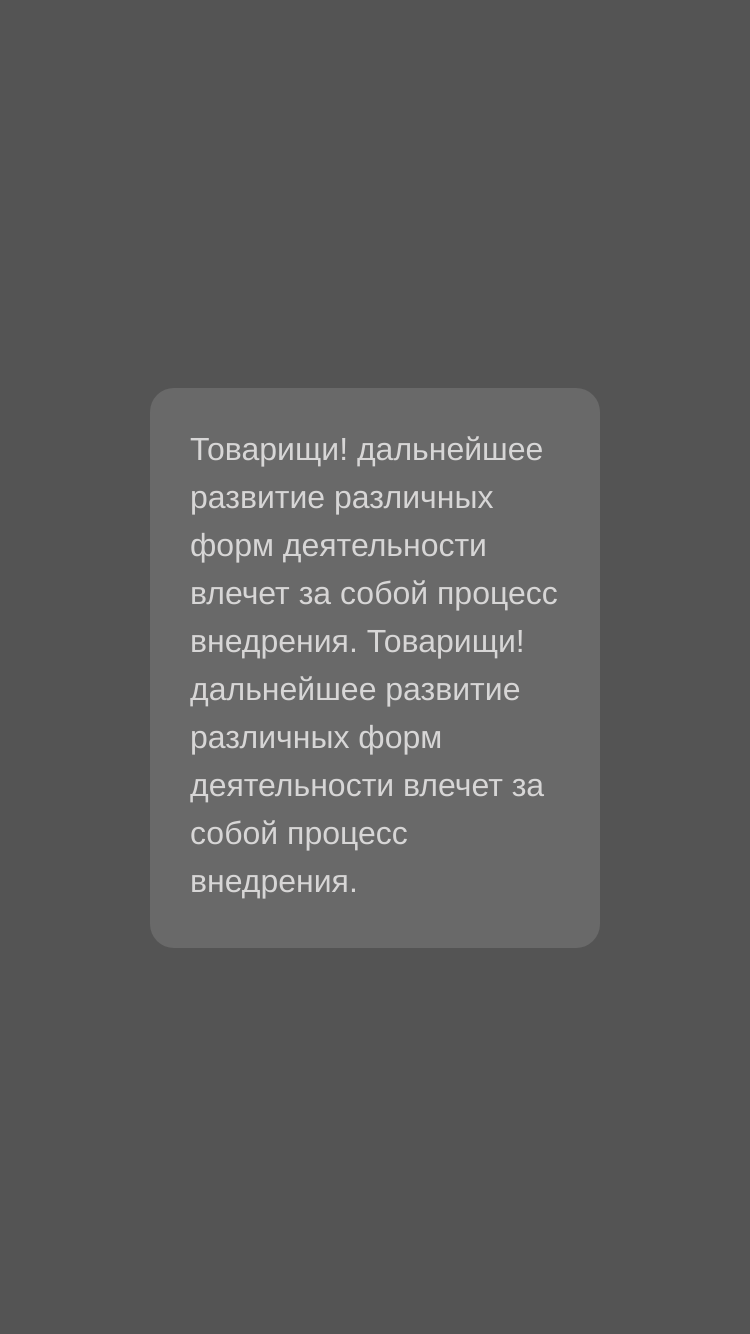 Товарищи! дальнейшее
развитие различных
форм деятельности
влечет за собой процесс
внедрения. Товарищи!
дальнейшее развитие
различных форм
деятельности влечет за
собой процесс
внедрения.